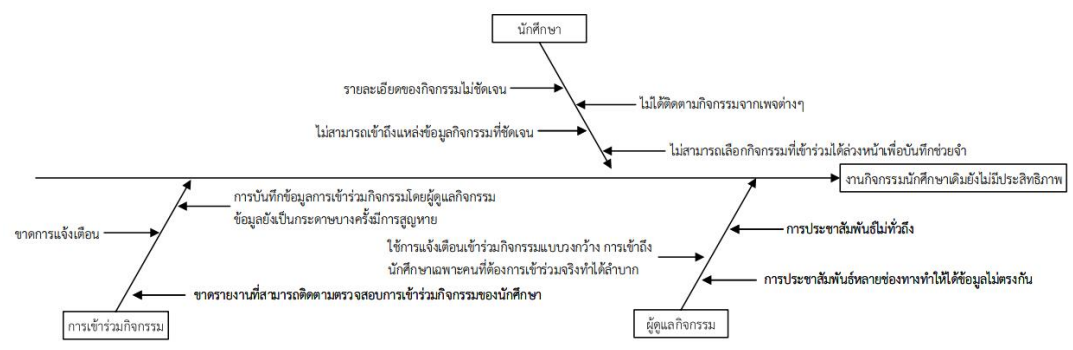 นักศึกษา
รายละเอียดของกิจกรรมไม่ชัดเจน
ไม่ได้ติดตามกิจกรรมจากเพจต่างๆ
ไม่สามารถเข้าถึงแหล่งข้อมูลกิจกรรมที่ชัดเจน
ไม่สามารถเลือกกิจกรรมที่เข้าร่วมได้ล่วงหน้าเพื่อบันทึกช่วยจำ
งานกิจกรรมนักศึกษาเดิมยังไม่มีประสิทธิภาพ
การบันทึกข้อมูลการเข้าร่วมกิจกรรมโดยผู้ดูแลกิจกรรม
ข้อมูลยังเป็นกระดาษบางครั้งมีการสูญหาย
ขาดการแจ้งเตือน
ขาดรายงานที่สามารถติดตามตรวจสอบการเข้าร่วมกิจกรรมของนักศึกษา
การเข้าร่วมกิจกรรม
การประชาสัมพันธ์ไม่ทั่วถึง
ใช้การแจ้งเตือนเข้าร่วมกิจกรรมแบบวงกว้าง การเข้าถึง
นักศึกษาเฉพาะคนที่ต้องการเข้าร่วมจริงทำได้ลำบาก
การประชาสัมพันธ์หลายช่องทางทำให้ได้ข้อมูลไม่ตรงกัน
ผู้ดูแลกิจกรรม